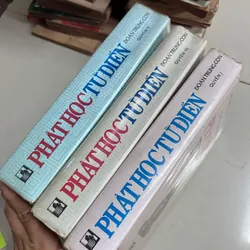 PHẬT HỌC TỪ ĐIỂN
ĐOÀN TRUNG CÒN
PHẬT HỌC TỪ ĐIỂN
ĐOÀN TRUNG CÒN
QUYỂN III
PHẬT HỌC TỪ ĐIỂN
ĐOÀN TRUNG CÒN
QUYỂN I